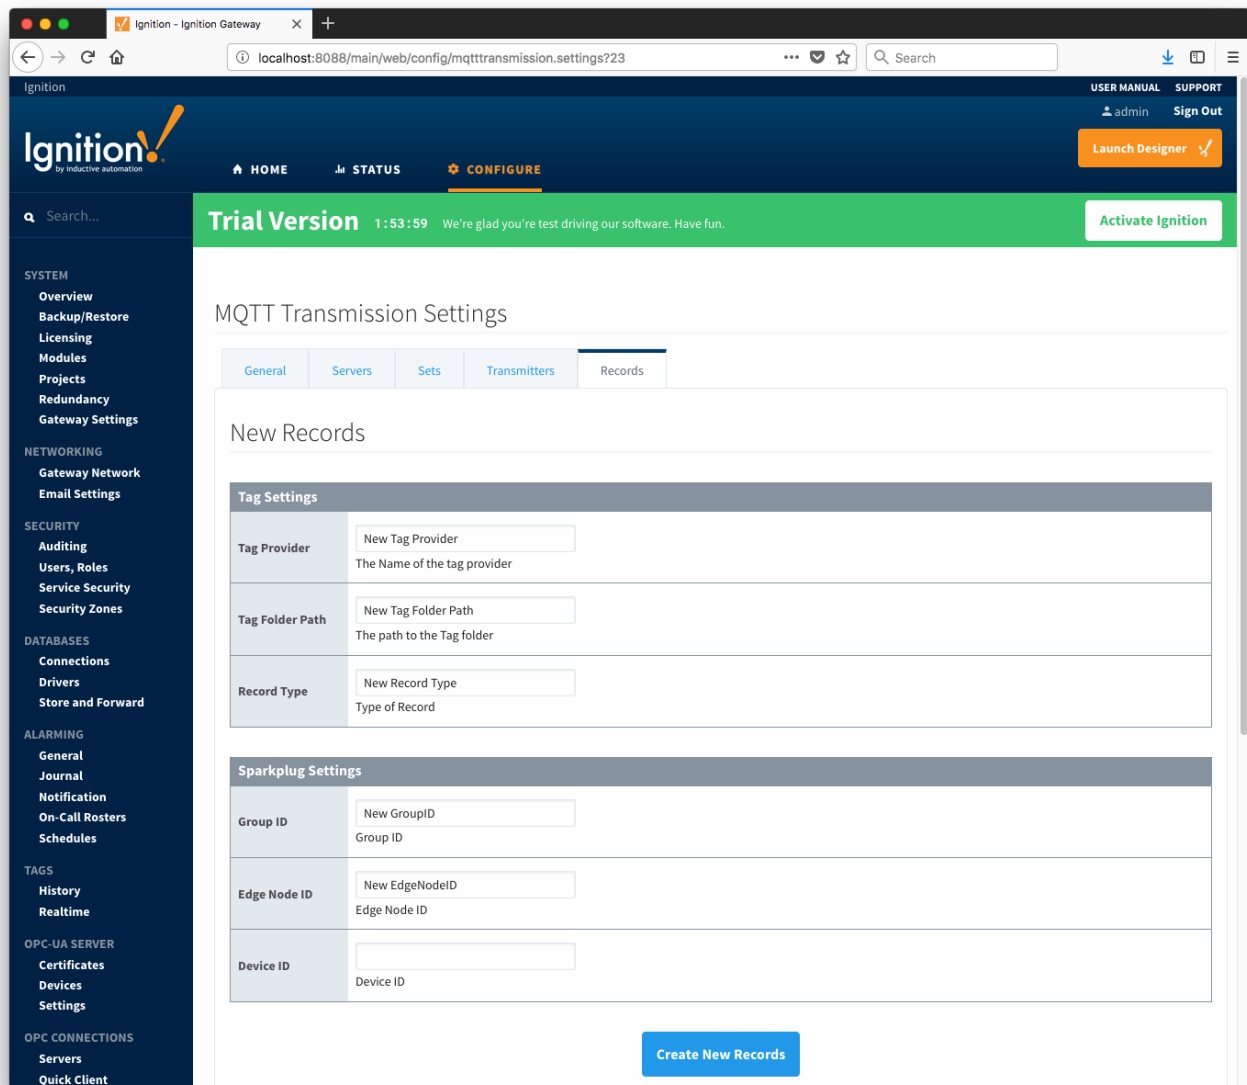 Ignition - Ignition Gateway
localhost:8088/main/web/config/mqtttransmission.settings?23
Search
Ignition
USER MANUAL SUPPORT
admin Sign Out
Ignition!
by inductive automation
Launch Designer
HOME STATUS CONFIGURE
Search...
Trial Version 1:53:59 We're glad you're test driving our software. Have fun.
Activate Ignition
SYSTEM
Overview
Backup/Restore
Licensing
Modules
Projects
Redundancy
Gateway Settings
NETWORKING
Gateway Network
Email Settings
SECURITY
Auditing
Users, Roles
Service Security
Security Zones
DATABASES
Connections
Drivers
Store and Forward
ALARMING
General
Journal
Notification
On-Call Rosters
Schedules
TAGS
History
Realtime
OPC-UA SERVER
Certificates
Devices
Settings
OPC CONNECTIONS
Servers
Quick Client
MQTT Transmission Settings
General Servers Sets Transmitters Records
New Records
Tag Settings
Tag Provider
New Tag Provider
The Name of the tag provider
Tag Folder Path
New Tag Folder Path
The path to the Tag folder
Record Type
New Record Type
Type of Record
Sparkplug Settings
Group ID
New GroupID
Group ID
Edge Node ID
New EdgeNodeID
Edge Node ID
Device ID
Device ID
Create New Records